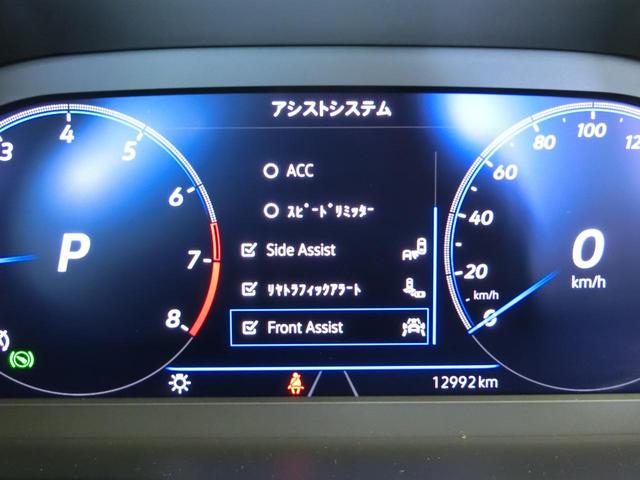 アシストシステム
ACC
スピードリミッター
Side Assist
リヤトラフィックアラート
Front Assist
3
4
5
6
7
8
P
0
km/h
0
20
40
60
80
100
km/h
12992 km